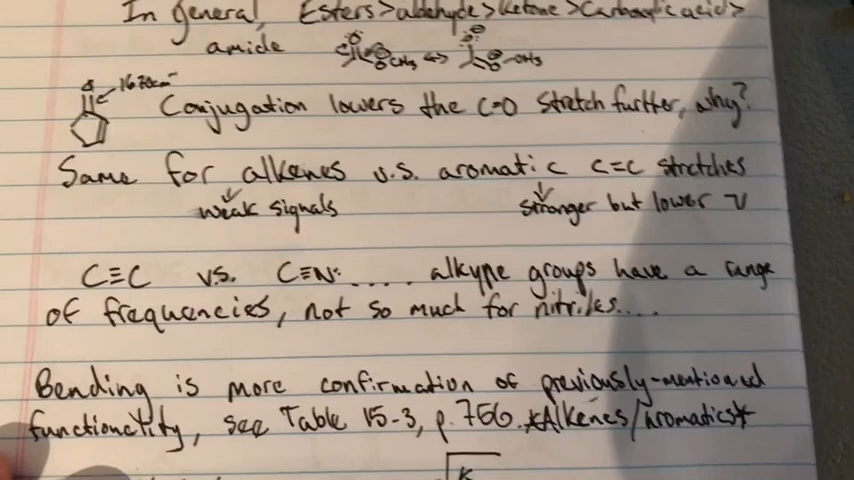 In general, Esters>aldehyde>ketone>Carboxylic acid>
amide
1670cm⁻¹
Conjugation lowers the C=O stretch further, why?
Same for alkenes v.s. aromatic C=C stretches
weak signals stronger but lower ν
C≡C vs. C≡N: .... alkyne groups have a range
of frequencies, not so much for nitriles....
Bending is more confirmation of previously-mentioned
functionality, see Table 15-3, p.756. *Alkenes/Aromatics*
K